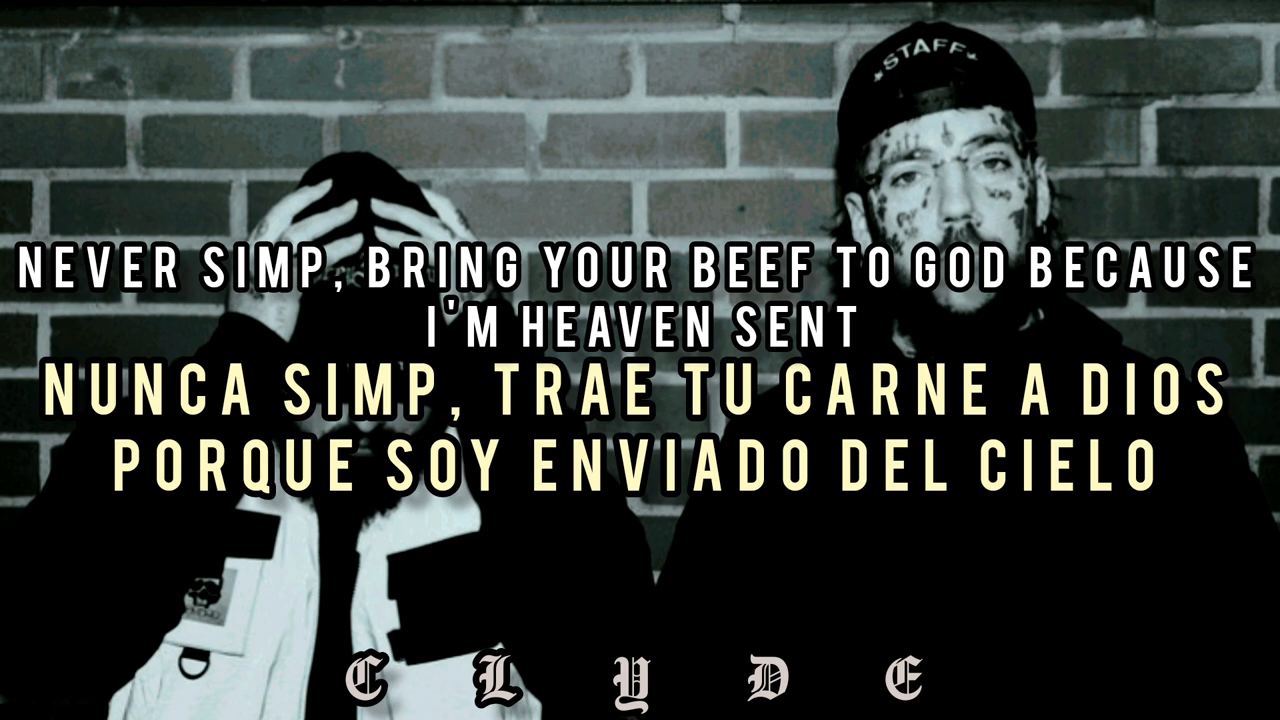 ★STAFF★
NEVER SIMP, BRING YOUR BEEF TO GOD BECAUSE
I'M HEAVEN SENT
NUNCA SIMP, TRAE TU CARNE A DIOS
PORQUE SOY ENVIADO DEL CIELO
CLYDE